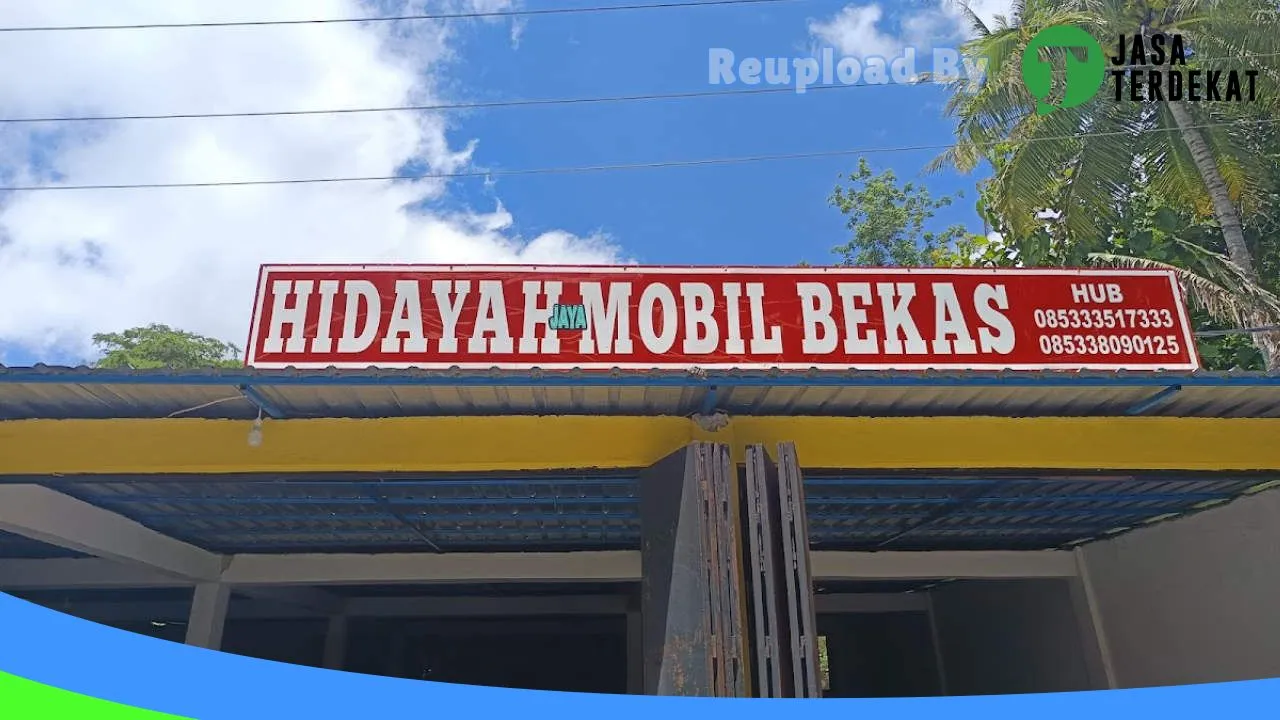 Reupload By
JASA
TERDEKAT
HIDAYAH JAYA MOBIL BEKAS
HUB
085333517333
085338090125